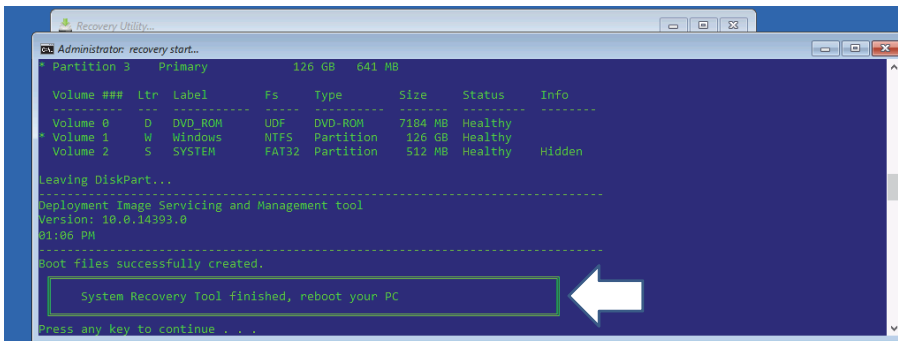 Recovery Utility...
Administrator: recovery start...
* Partition 3 Primary 126 GB 641 MB
Volume ### Ltr Label Fs Type Size Status Info
---------- --- ----------- ----- ---------- ------- --------- --------
Volume 0 D DVD_ROM UDF DVD-ROM 7184 MB Healthy
* Volume 1 W Windows NTFS Partition 126 GB Healthy
Volume 2 S SYSTEM FAT32 Partition 512 MB Healthy Hidden
Leaving DiskPart...
-------------------------------------------------------------------------------
Deployment Image Servicing and Management tool
Version: 10.0.14393.0
01:06 PM
-------------------------------------------------------------------------------
Boot files successfully created.
System Recovery Tool finished, reboot your PC
Press any key to continue . . .